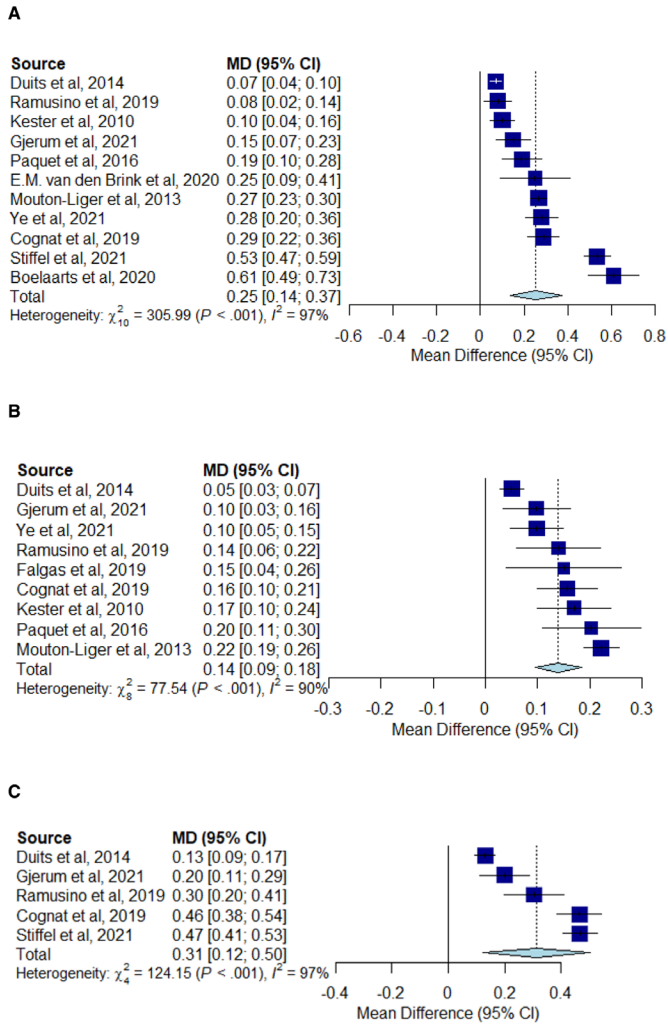 A
Source MD (95% CI)
Duits et al, 2014 0.07 [0.04; 0.10]
Ramusino et al, 2019 0.08 [0.02; 0.14]
Kester et al, 2010 0.10 [0.04; 0.16]
Gjerum et al, 2021 0.15 [0.07; 0.23]
Paquet et al, 2016 0.19 [0.10; 0.28]
E.M. van den Brink et al, 2020 0.25 [0.09; 0.41]
Mouton-Liger et al, 2013 0.27 [0.23; 0.30]
Ye et al, 2021 0.28 [0.20; 0.36]
Cognat et al, 2019 0.29 [0.22; 0.36]
Stiffel et al, 2021 0.53 [0.47; 0.59]
Boelaarts et al, 2020 0.61 [0.49; 0.73]
Total 0.25 [0.14; 0.37]
Heterogeneity: χ²₁₀ = 305.99 (P < .001), I² = 97%
-0.6 -0.4 -0.2 0 0.2 0.4 0.6 0.8
Mean Difference (95% CI)
B
Source MD (95% CI)
Duits et al, 2014 0.05 [0.03; 0.07]
Gjerum et al, 2021 0.10 [0.03; 0.16]
Ye et al, 2021 0.10 [0.05; 0.15]
Ramusino et al, 2019 0.14 [0.06; 0.22]
Falgas et al, 2019 0.15 [0.04; 0.26]
Cognat et al, 2019 0.16 [0.10; 0.21]
Kester et al, 2010 0.17 [0.10; 0.24]
Paquet et al, 2016 0.20 [0.11; 0.30]
Mouton-Liger et al, 2013 0.22 [0.19; 0.26]
Total 0.14 [0.09; 0.18]
Heterogeneity: χ²₈ = 77.54 (P < .001), I² = 90%
-0.3 -0.2 -0.1 0 0.1 0.2 0.3
Mean Difference (95% CI)
C
Source MD (95% CI)
Duits et al, 2014 0.13 [0.09; 0.17]
Gjerum et al, 2021 0.20 [0.11; 0.29]
Ramusino et al, 2019 0.30 [0.20; 0.41]
Cognat et al, 2019 0.46 [0.38; 0.54]
Stiffel et al, 2021 0.47 [0.41; 0.53]
Total 0.31 [0.12; 0.50]
Heterogeneity: χ²₄ = 124.15 (P < .001), I² = 97%
-0.4 -0.2 0 0.2 0.4
Mean Difference (95% CI)